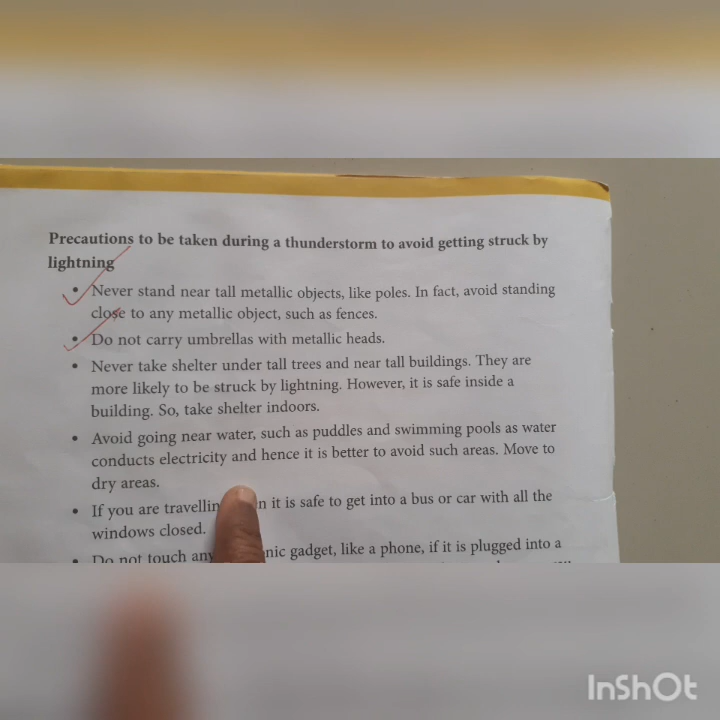 Precautions to be taken during a thunderstorm to avoid getting struck by
lightning
• Never stand near tall metallic objects, like poles. In fact, avoid standing
close to any metallic object, such as fences.
• Do not carry umbrellas with metallic heads.
• Never take shelter under tall trees and near tall buildings. They are
more likely to be struck by lightning. However, it is safe inside a
building. So, take shelter indoors.
• Avoid going near water, such as puddles and swimming pools as water
conducts electricity and hence it is better to avoid such areas. Move to
dry areas.
• If you are it is safe to get into a bus or car with all the
windows closed.
• Do not touch gadget, like a phone, if it is plugged into a
InShOt